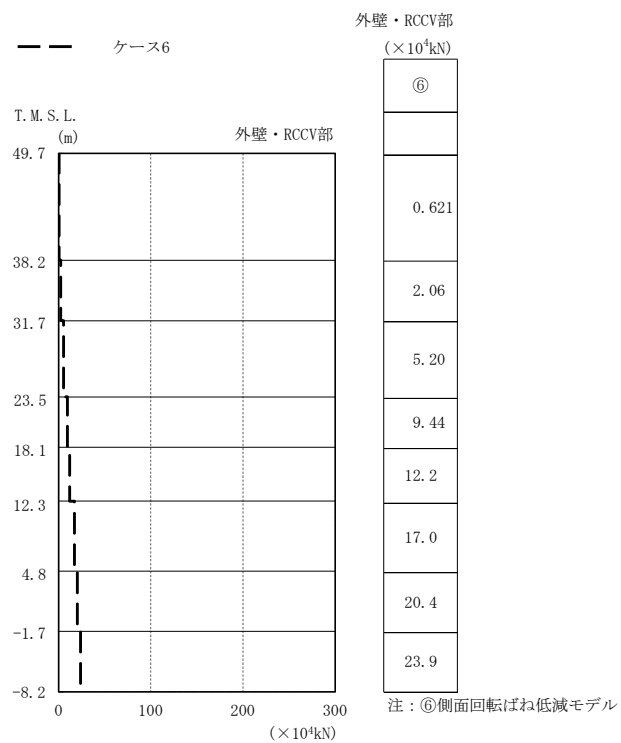 外壁・RCCV部
(×10⁴kN)
ケース6
⑥
T.M.S.L.
(m)
外壁・RCCV部
49.7
0.621
38.2
2.06
31.7
5.20
23.5
9.44
18.1
12.2
12.3
17.0
4.8
20.4
-1.7
23.9
-8.2
0 100 200 300
(×10⁴kN)
注：⑥側面回転ばね低減モデル